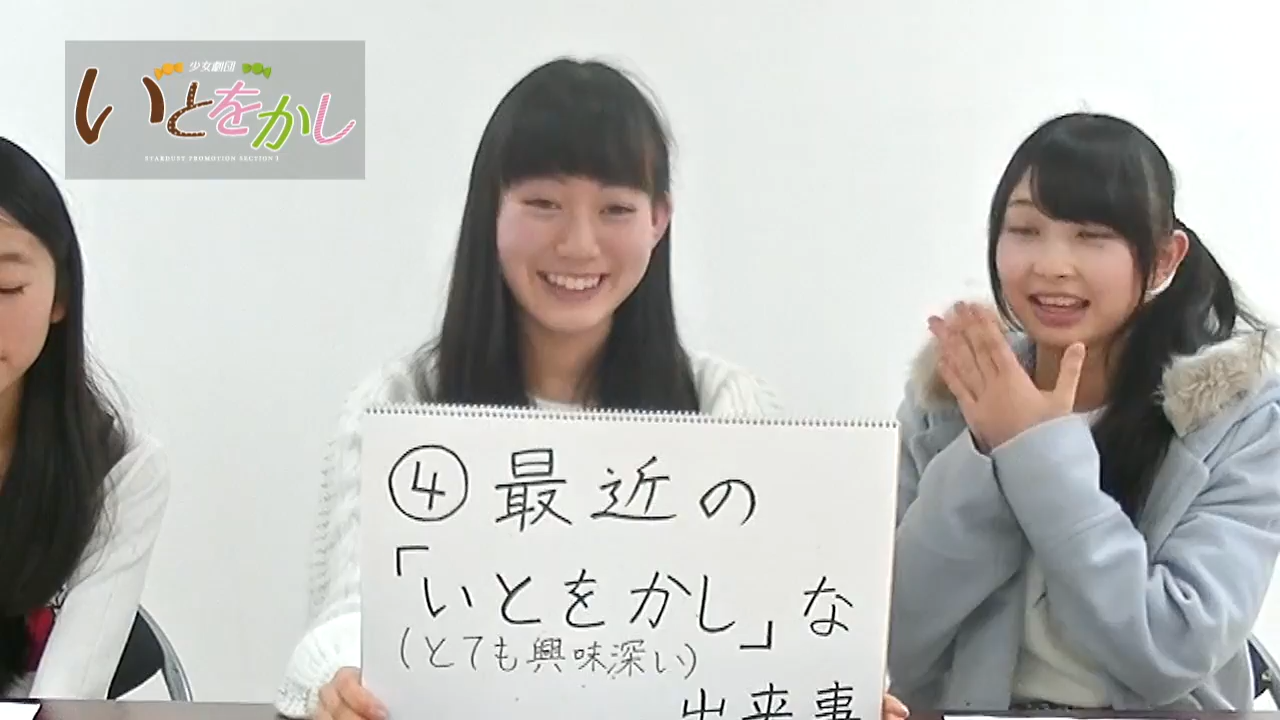 少女劇団
いとをかし
STARDUST PROMOTION SECTION 1
④最近の
「いとをかし」な
(とても興味深い)
出来事